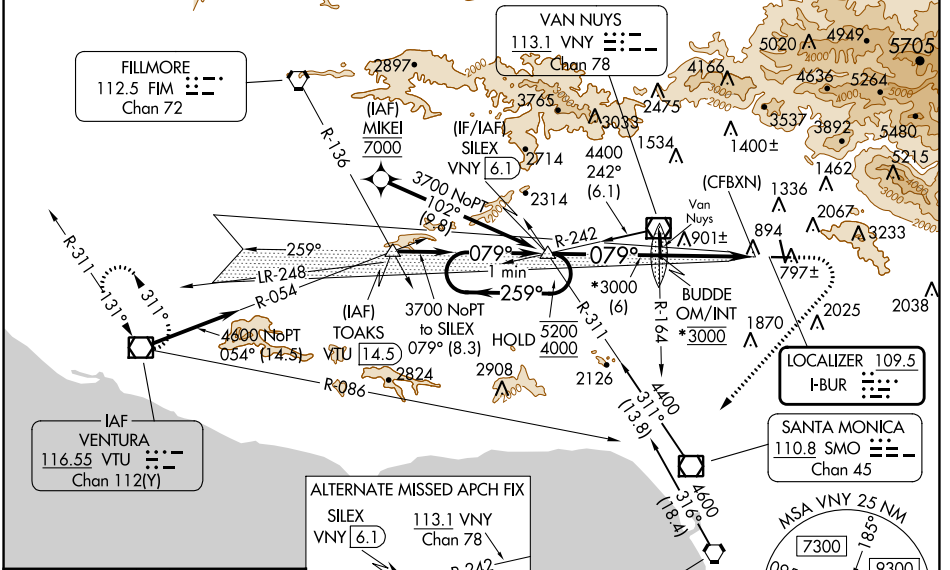 VAN NUYS
113.1 VNY
Chan 78
FILLMORE
112.5 FIM
Chan 72
5020
4949
5705
2897
4166
4636
5264
2000
3765
3033
2475
3537
3892
5480
R-136
(IAF)
MIKEI
7000
(IF/IAF)
SILEX
VNY 6.1
2714
4400
242°
(6.1)
1534
1400±
1462
5215
(CFBXN)
1336
3700 NoPT
102°
(9.8)
2314
Van
Nuys
2067
3233
R-242
901±
894
259°
079°
079°
797±
1 min
259°
LR-248
R-054
*3000
(6)
R-311
131°
311°
(IAF)
TOAKS
VTU 14.5
3700 NoPT
to SILEX
079° (8.3)
HOLD
5200
4000
R-311
R-164
BUDDE
OM/INT
*3000
1870
2025
2038
4600 NoPT
054° (14.5)
2824
2908
2126
R-086
LOCALIZER 109.5
I-BUR
4400
311°
(13.8)
IAF
VENTURA
116.55 VTU
Chan 112(Y)
SANTA MONICA
110.8 SMO
Chan 45
4600
316°
(18.4)
ALTERNATE MISSED APCH FIX
SILEX
VNY 6.1
113.1 VNY
Chan 78
R-242
MSA VNY 25 NM
7300
185°
9300